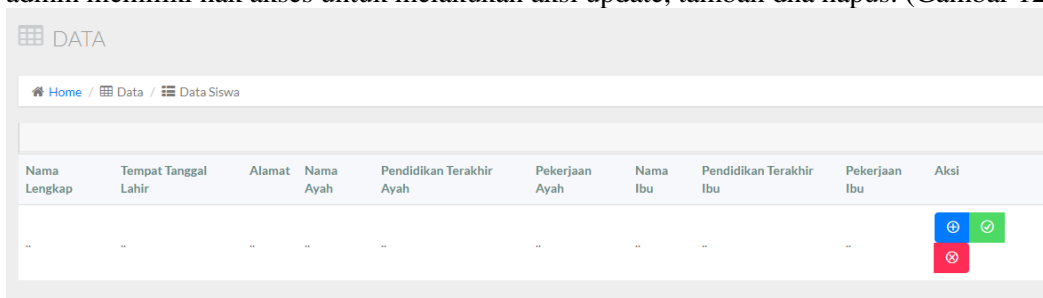 admin memiliki hak akses untuk melakukan aksi update, tambah dna hapus. (Gambar 12
DATA
Home / Data / Data Siswa
Nama Lengkap Tempat Tanggal Lahir Alamat Nama Ayah Pendidikan Terakhir Ayah Pekerjaan Ayah Nama Ibu Pendidikan Terakhir Ibu Pekerjaan Ibu Aksi
.. .. .. .. .. .. .. .. ..